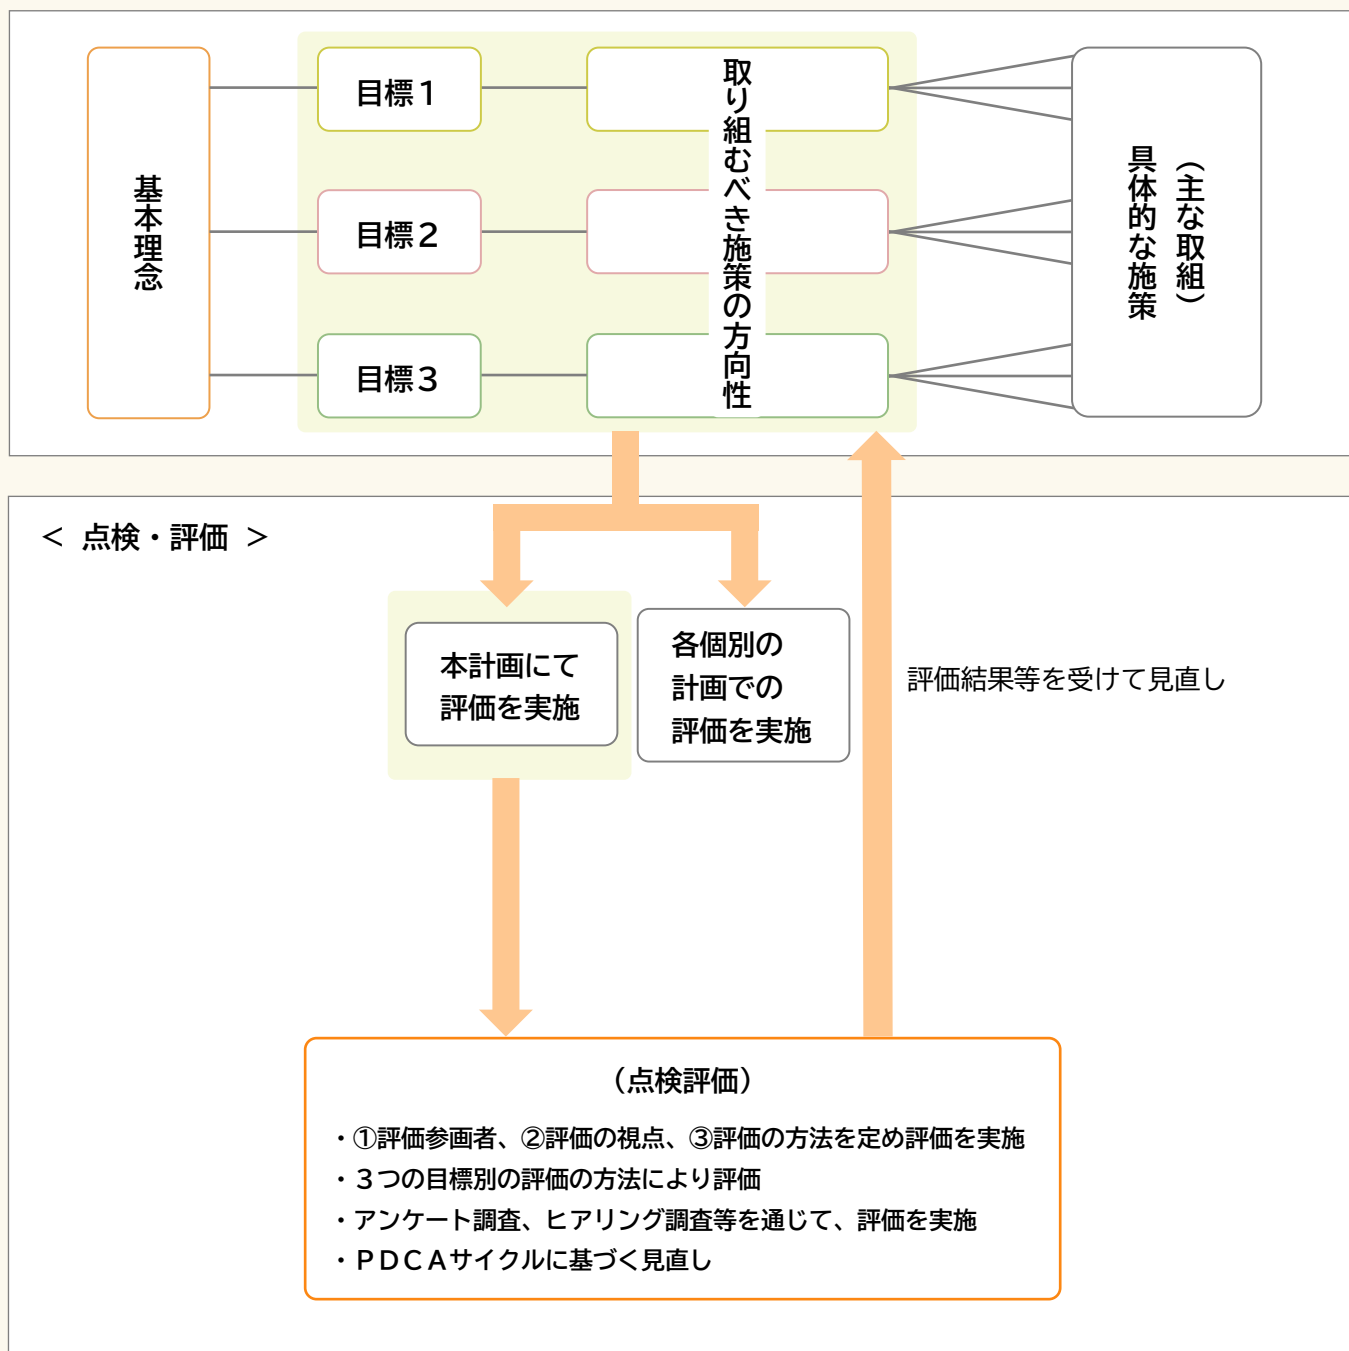 基本理念
目標１
目標２
目標３
取り組むべき施策の方向性
（主な取組）
具体的な施策
＜ 点検・評価 ＞
本計画にて
評価を実施
各個別の
計画での
評価を実施
評価結果等を受けて見直し
（点検評価）
・①評価参画者、②評価の視点、③評価の方法を定め評価を実施
・３つの目標別の評価の方法により評価
・アンケート調査、ヒアリング調査等を通じて、評価を実施
・ＰＤＣＡサイクルに基づく見直し